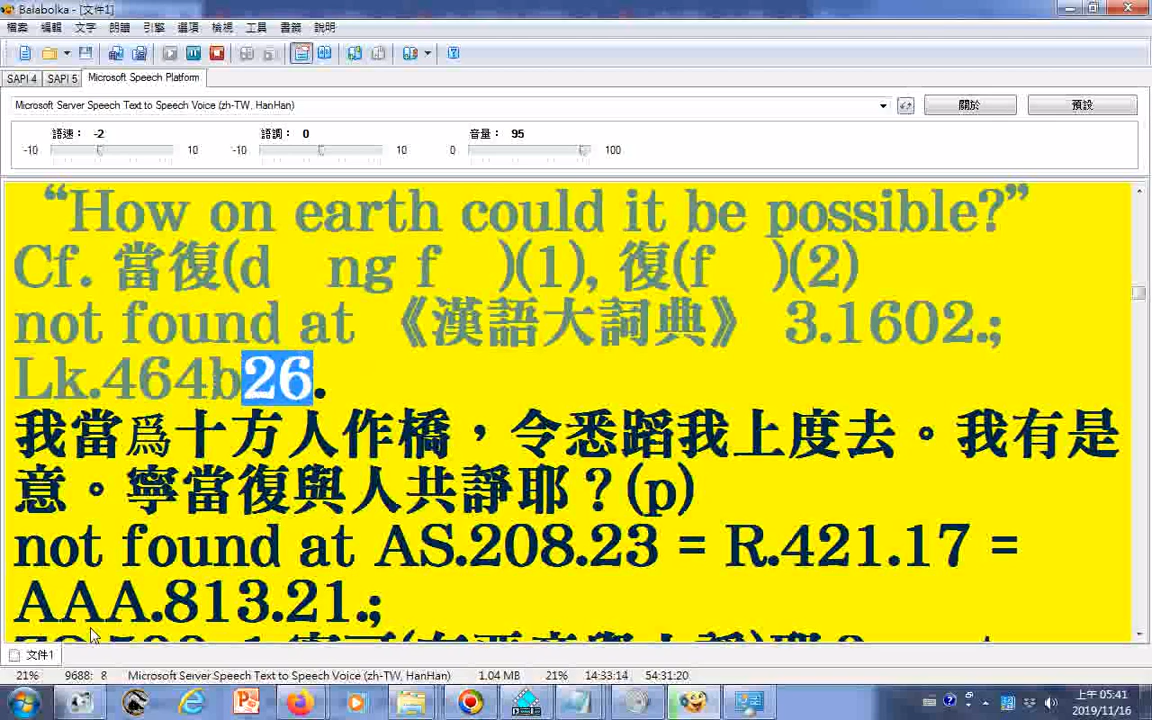 Balabolka - [文件1]
檔案 編輯 文字 朗讀 引擎 選項 檢視 工具 書籤 說明
SAPI 4 SAPI 5 Microsoft Speech Platform
Microsoft Server Speech Text to Speech Voice (zh-TW, HanHan) 關於 預設
語速： -2 語調： 0 音量： 95
-10 10 -10 10 0 100
“How on earth could it be possible?”
Cf. 當復(d ng f )(1), 復(f )(2)
not found at 《漢語大詞典》 3.1602.;
Lk.464b26.
我當爲十方人作橋，令悉蹈我上度去。我有是
意。寧當復與人共諍耶？(p)
not found at AS.208.23 = R.421.17 =
AAA.813.21.;
文件1
21% 9688: 8 Microsoft Server Speech Text to Speech Voice (zh-TW, HanHan) 1.04 MB 21% 14:33:14 54:31:20
上午 05:41
2019/11/16